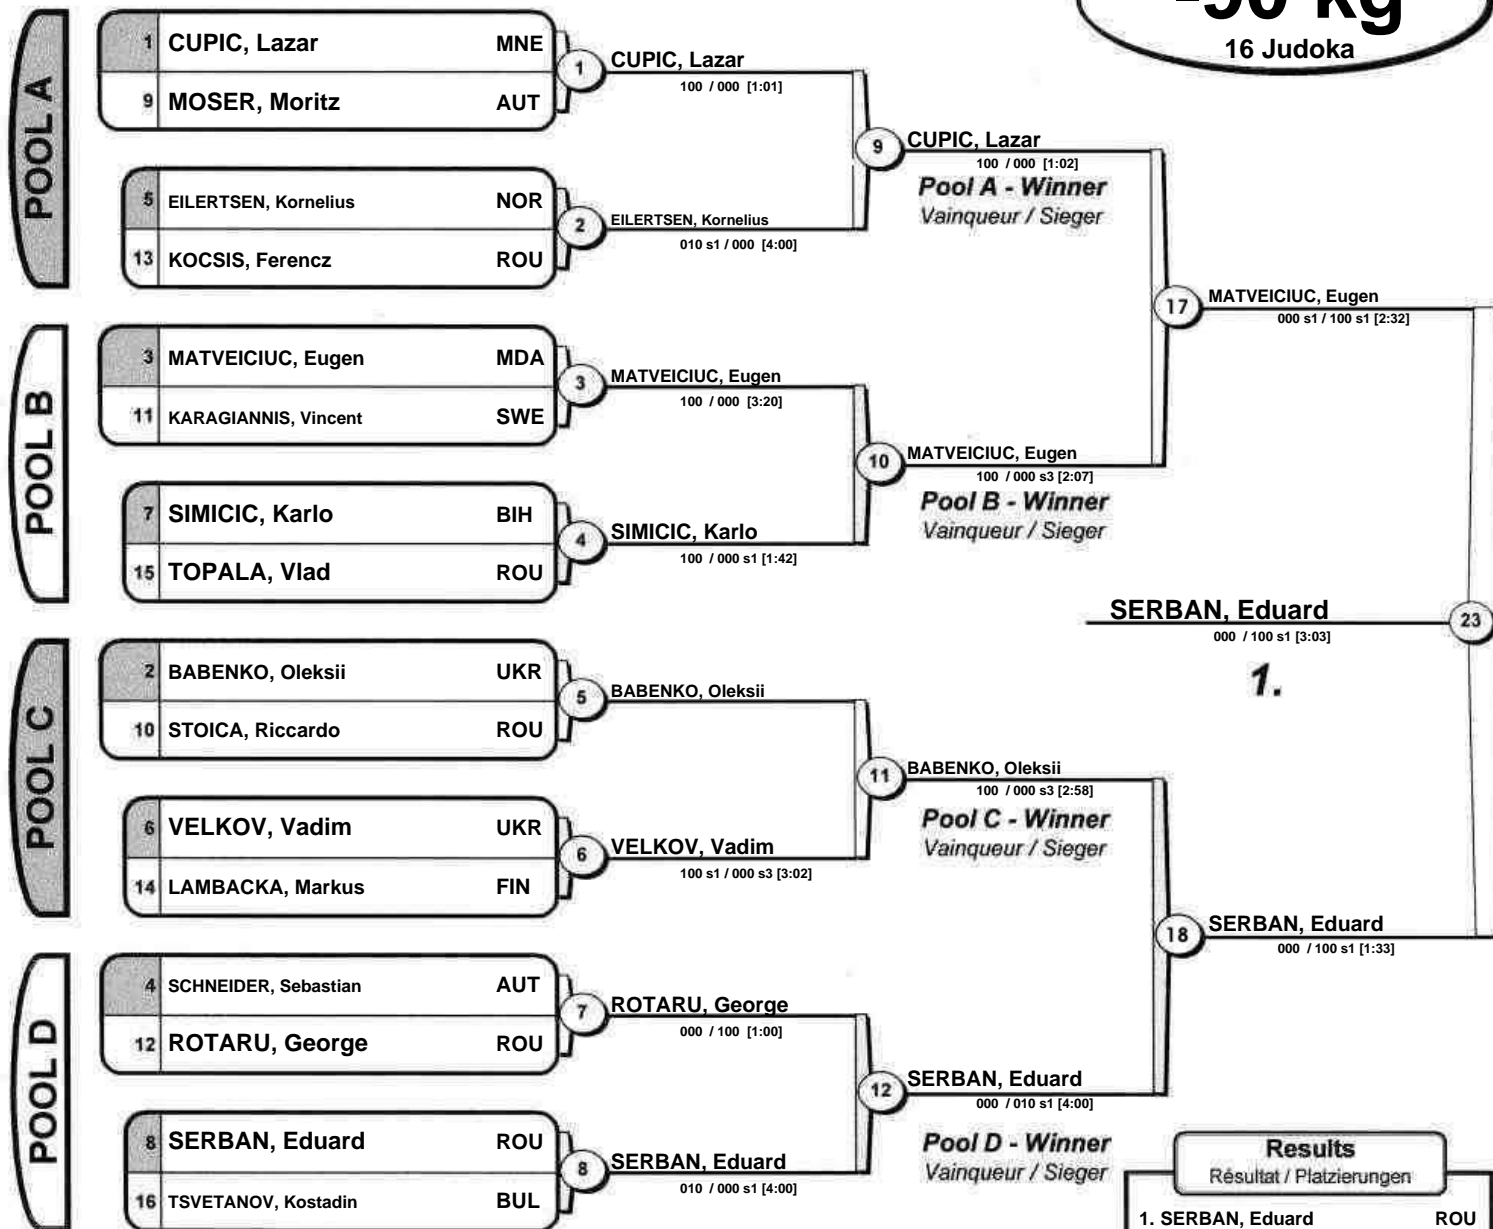 -90 kg
16 Judoka
POOL A
1 CUPIC, Lazar MNE
9 MOSER, Moritz AUT
1
CUPIC, Lazar
100 / 000 [1:01]
5 EILERTSEN, Kornelius NOR
13 KOCSIS, Ferencz ROU
2
EILERTSEN, Kornelius
010 s1 / 000 [4:00]
9
CUPIC, Lazar
100 / 000 [1:02]
Pool A - Winner
Vainqueur / Sieger
POOL B
3 MATVEICIUC, Eugen MDA
11 KARAGIANNIS, Vincent SWE
3
MATVEICIUC, Eugen
100 / 000 [3:20]
7 SIMICIC, Karlo BIH
15 TOPALA, Vlad ROU
4
SIMICIC, Karlo
100 / 000 s1 [1:42]
10
MATVEICIUC, Eugen
100 / 000 s3 [2:07]
Pool B - Winner
Vainqueur / Sieger
17
MATVEICIUC, Eugen
000 s1 / 100 s1 [2:32]
SERBAN, Eduard
000 / 100 s1 [3:03]
23
1.
POOL C
2 BABENKO, Oleksii UKR
10 STOICA, Riccardo ROU
5
BABENKO, Oleksii
6 VELKOV, Vadim UKR
14 LAMBACKA, Markus FIN
6
VELKOV, Vadim
100 s1 / 000 s3 [3:02]
11
BABENKO, Oleksii
100 / 000 s3 [2:58]
Pool C - Winner
Vainqueur / Sieger
18
SERBAN, Eduard
000 / 100 s1 [1:33]
POOL D
4 SCHNEIDER, Sebastian AUT
12 ROTARU, George ROU
7
ROTARU, George
000 / 100 [1:00]
8 SERBAN, Eduard ROU
16 TSVETANOV, Kostadin BUL
8
SERBAN, Eduard
010 / 000 s1 [4:00]
12
SERBAN, Eduard
000 / 010 s1 [4:00]
Pool D - Winner
Vainqueur / Sieger
Results
Résultat / Platzierungen
1. SERBAN, Eduard ROU